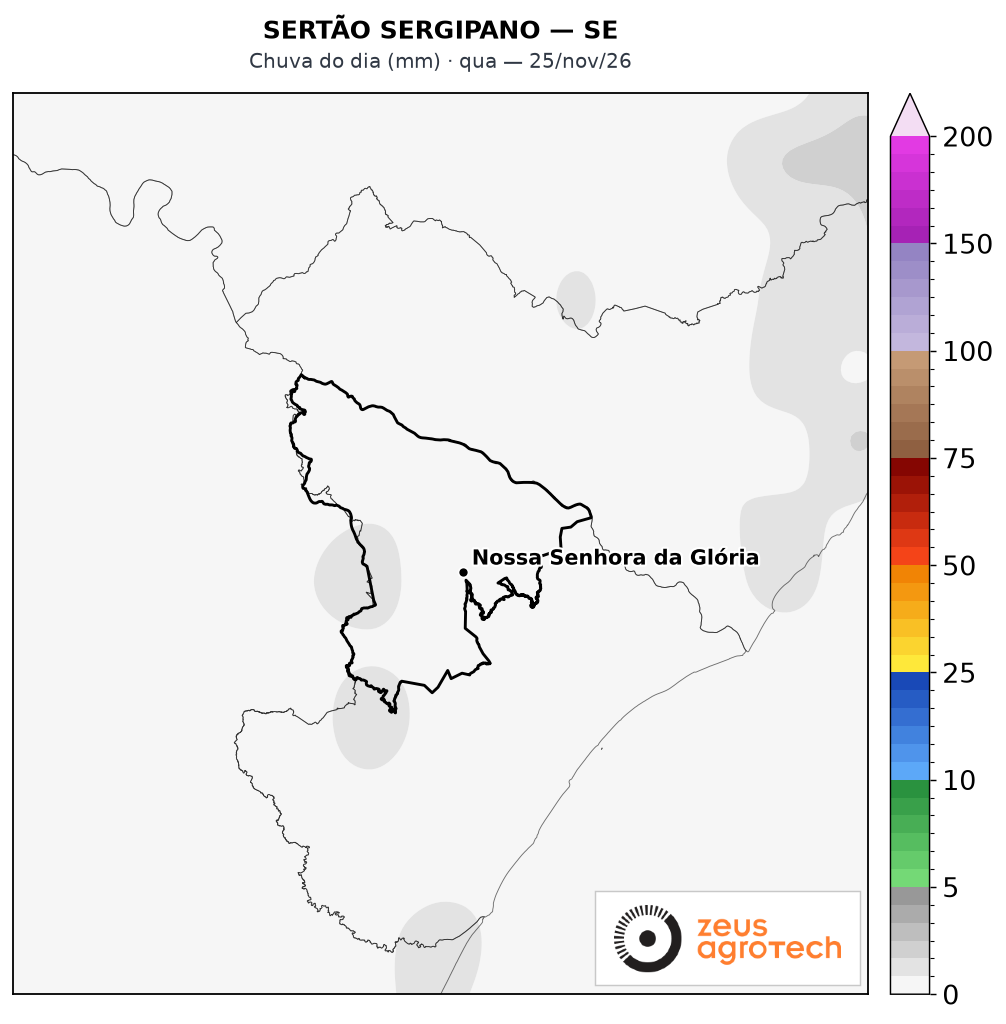 SERTÃO SERGIPANO — SE
Chuva do dia (mm) · qua — 25/nov/26
200
150
100
75
50
25
10
5
0
Nossa Senhora da Glória
zeus
agrotech